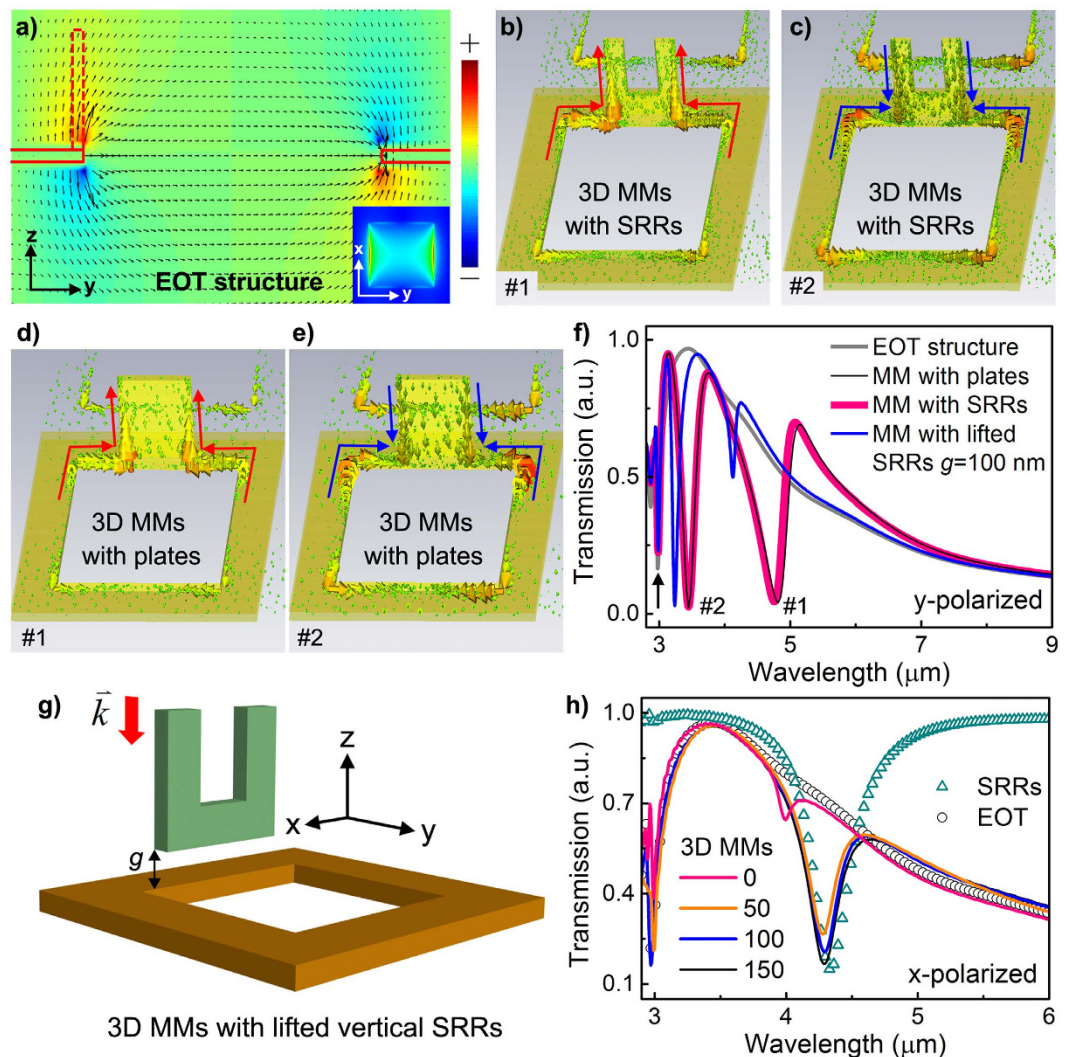 a)
+
−
z
y
EOT structure
x
y
b)
3D MMs
with SRRs
#1
c)
3D MMs
with SRRs
#2
d)
3D MMs
with plates
#1
e)
3D MMs
with plates
#2
f)
1.0
0.5
0.0
Transmission (a.u.)
EOT structure
MM with plates
MM with SRRs
MM with lifted
SRRs g=100 nm
#2
#1
y-polarized
3
5
7
9
Wavelength (μm)
g)
k
z
x
y
g
3D MMs with lifted vertical SRRs
h)
1.0
0.7
0.4
0.1
Transmission (a.u.)
SRRs
EOT
3D MMs
0
50
100
150
x-polarized
3
4
5
6
Wavelength (μm)